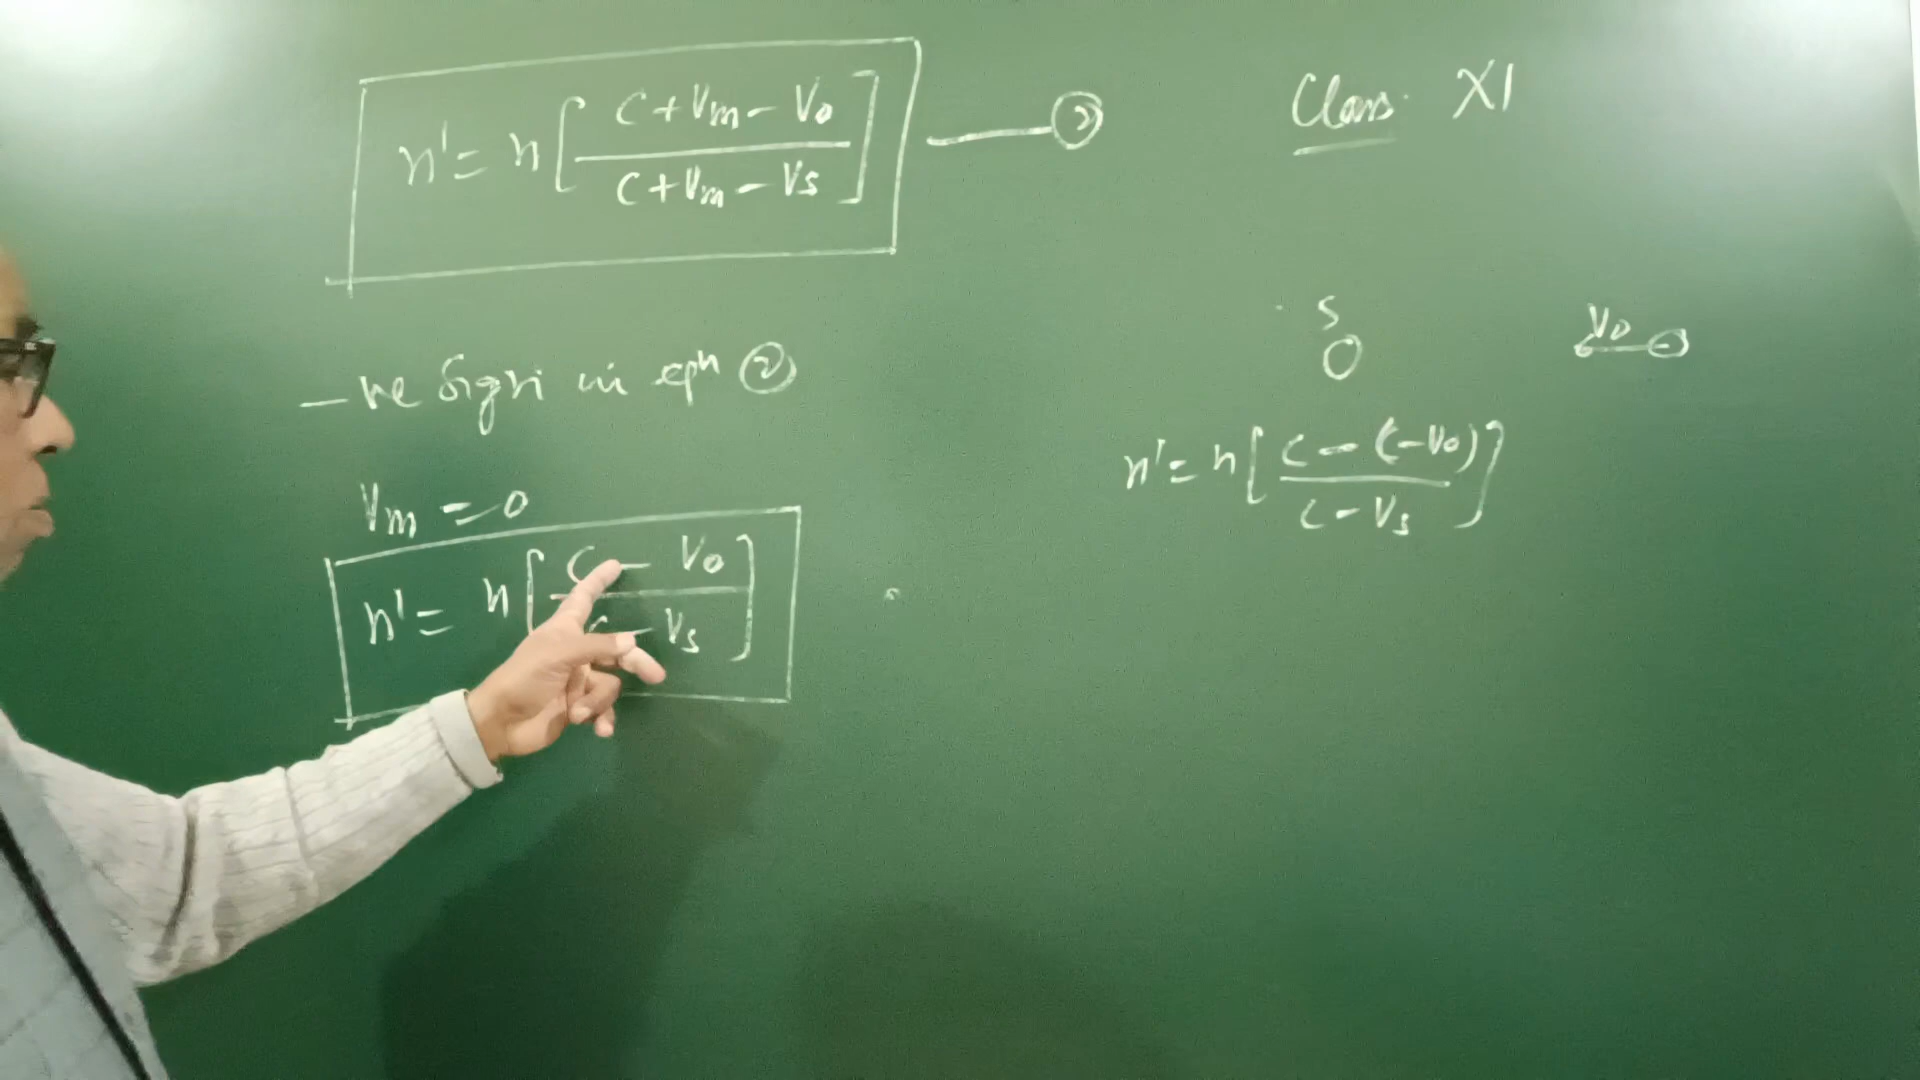 n' = n [ C + Vm - Vo / C + Vm - Vs ] — 2
Class XI
-ve Sign in eqn 2
Vm = 0
n' = n [ C - Vo / C - Vs ]
S
Vo
n' = n [ C - (-Vo) / C - Vs ]